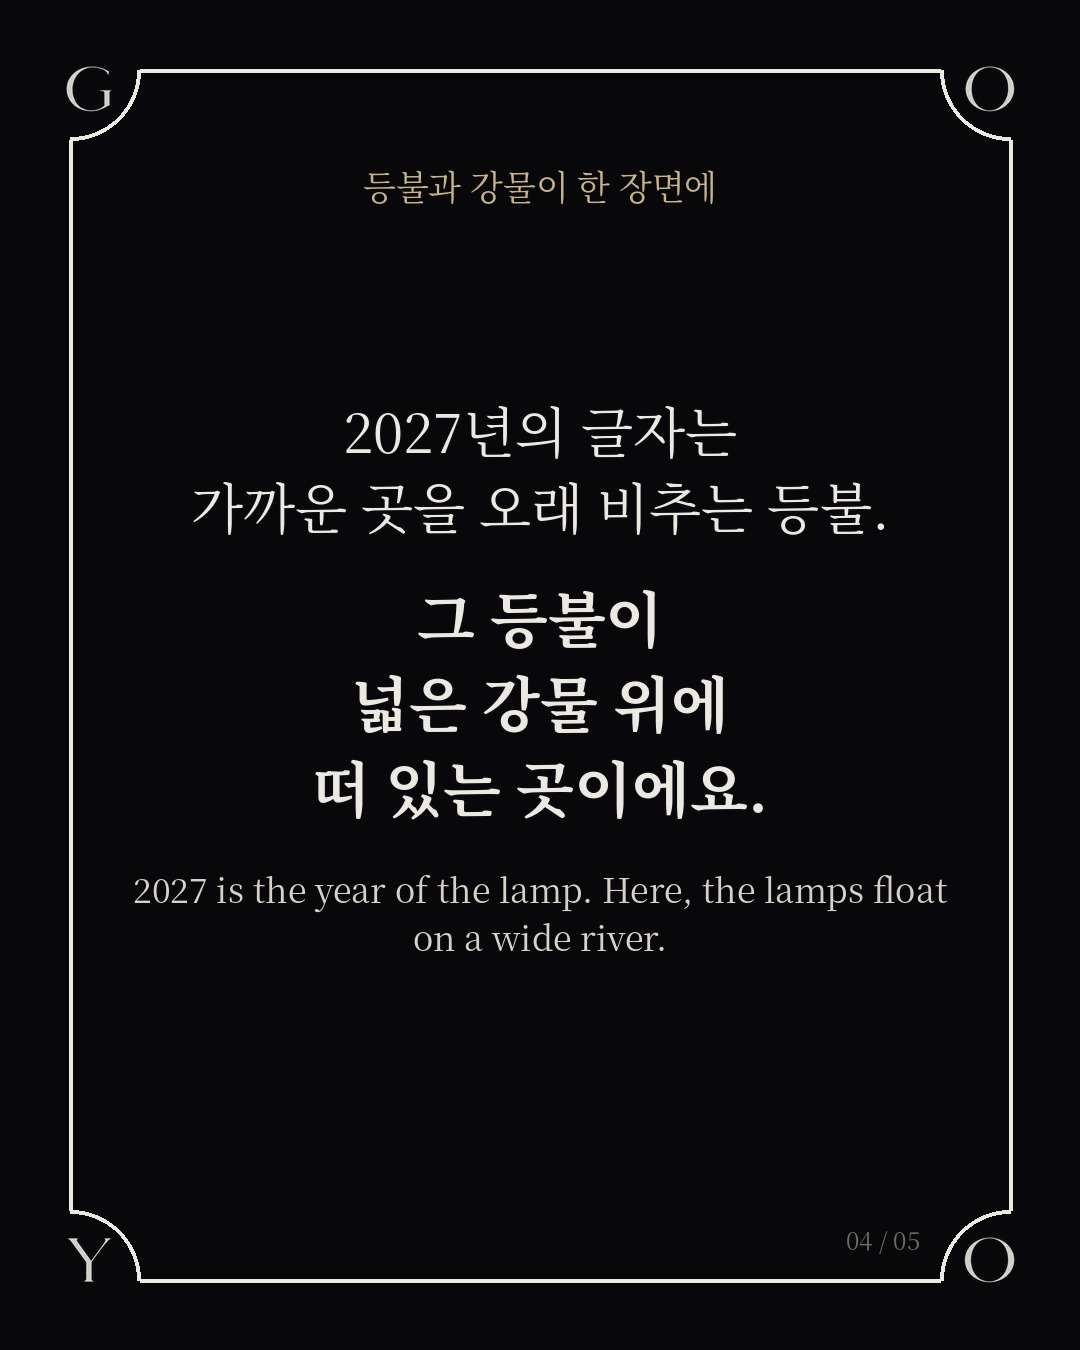 G
O
등불과 강물이 한 장면에
2027년의 글자는
가까운 곳을 오래 비추는 등불.
그 등불이
넓은 강물 위에
떠 있는 곳이에요.
2027 is the year of the lamp. Here, the lamps float
on a wide river.
04 / 05
Y
O